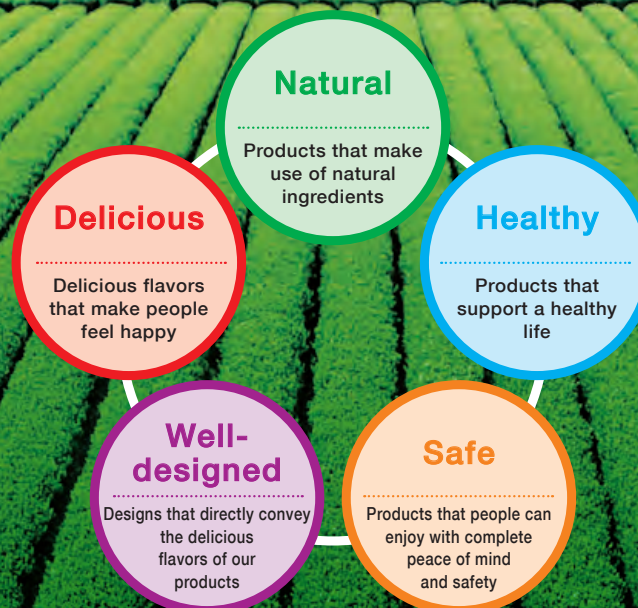 Natural
Products that make
use of natural
ingredients
Delicious
Delicious flavors
that make people
feel happy
Healthy
Products that
support a healthy
life
Well-
designed
Designs that directly convey
the delicious
flavors of our
products
Safe
Products that people can
enjoy with complete
peace of mind
and safety